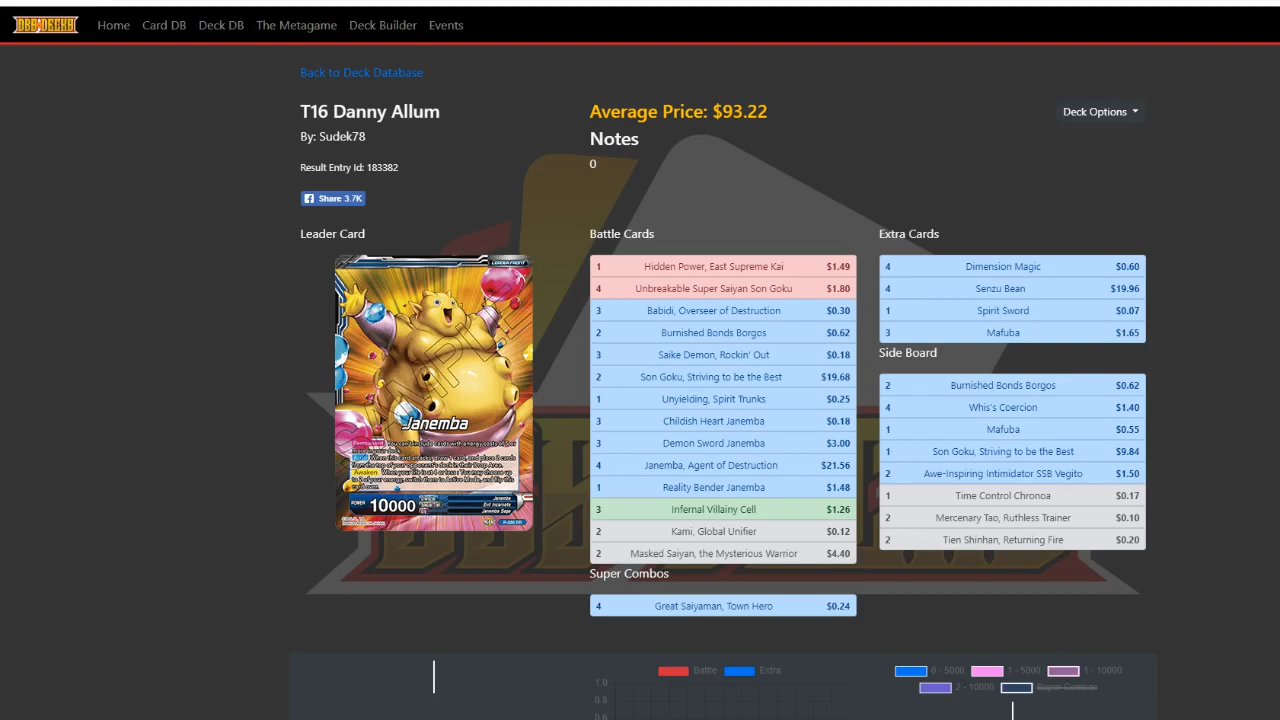 DBS DECKS
Home Card DB Deck DB The Metagame Deck Builder Events
Back to Deck Database
T16 Danny Allum
By: Sudek78
Result Entry Id: 183382
Share 3.7K
Average Price: $93.22
Notes
0
Deck Options
Leader Card
LEADER FRONT
SAMPLE
Janemba
10000
Battle Cards
1 Hidden Power, East Supreme Kai $1.49
4 Unbreakable Super Saiyan Son Goku $1.80
3 Babidi, Overseer of Destruction $0.30
2 Burnished Bonds Borgos $0.62
3 Saike Demon, Rockin' Out $0.18
2 Son Goku, Striving to be the Best $19.68
1 Unyielding, Spirit Trunks $0.25
3 Childish Heart Janemba $0.18
3 Demon Sword Janemba $3.00
4 Janemba, Agent of Destruction $21.56
1 Reality Bender Janemba $1.48
3 Infernal Villainy Cell $1.26
2 Kami, Global Unifier $0.12
2 Masked Saiyan, the Mysterious Warrior $4.40
Super Combos
4 Great Saiyaman, Town Hero $0.24
Extra Cards
4 Dimension Magic $0.60
4 Senzu Bean $19.96
1 Spirit Sword $0.07
3 Mafuba $1.65
Side Board
2 Burnished Bonds Borgos $0.62
4 Whis's Coercion $1.40
1 Mafuba $0.55
1 Son Goku, Striving to be the Best $9.84
2 Awe-Inspiring Intimidator SSB Vegito $1.50
1 Time Control Chronoa $0.17
2 Mercenary Tao, Ruthless Trainer $0.10
2 Tien Shinhan, Returning Fire $0.20
Battle Extra
1.0
0.8
0.6
0 - 5000 1 - 5000 1 - 10000
2 - 10000 Super Combos